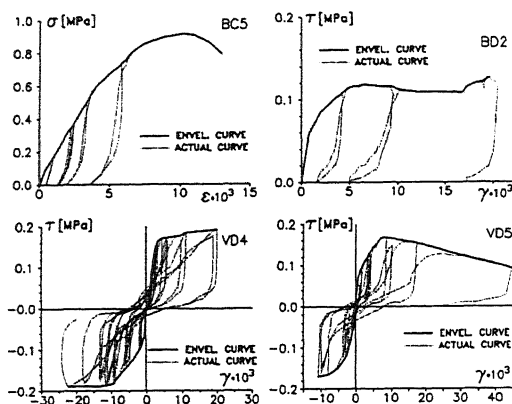 σ [MPa]
BC5
1.0
0.8
0.6
0.4
0.2
0.0
ENVEL. CURVE
ACTUAL CURVE
0 5 10 15
ε*10³
τ [MPa]
BD2
0.2
0.1
0.0
ENVEL. CURVE
ACTUAL CURVE
0 10 20
γ*10³
τ [MPa]
VD4
0.2
0.1
-0.0
-0.1
-0.2
ENVEL. CURVE
ACTUAL CURVE
-30 -20 -10 0 10 20
γ*10³
τ [MPa]
VD5
0.2
0.1
0.0
-0.1
-0.2
ENVEL. CURVE
ACTUAL CURVE
-10 0 10 20 30 40
γ*10³